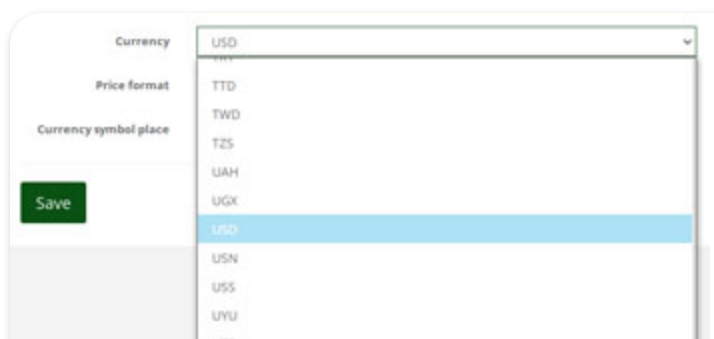 Currency USD
Price format
TTD
TWD
Currency symbol place
TZS
UAH
UGX
Save
USD
USN
USS
UYU